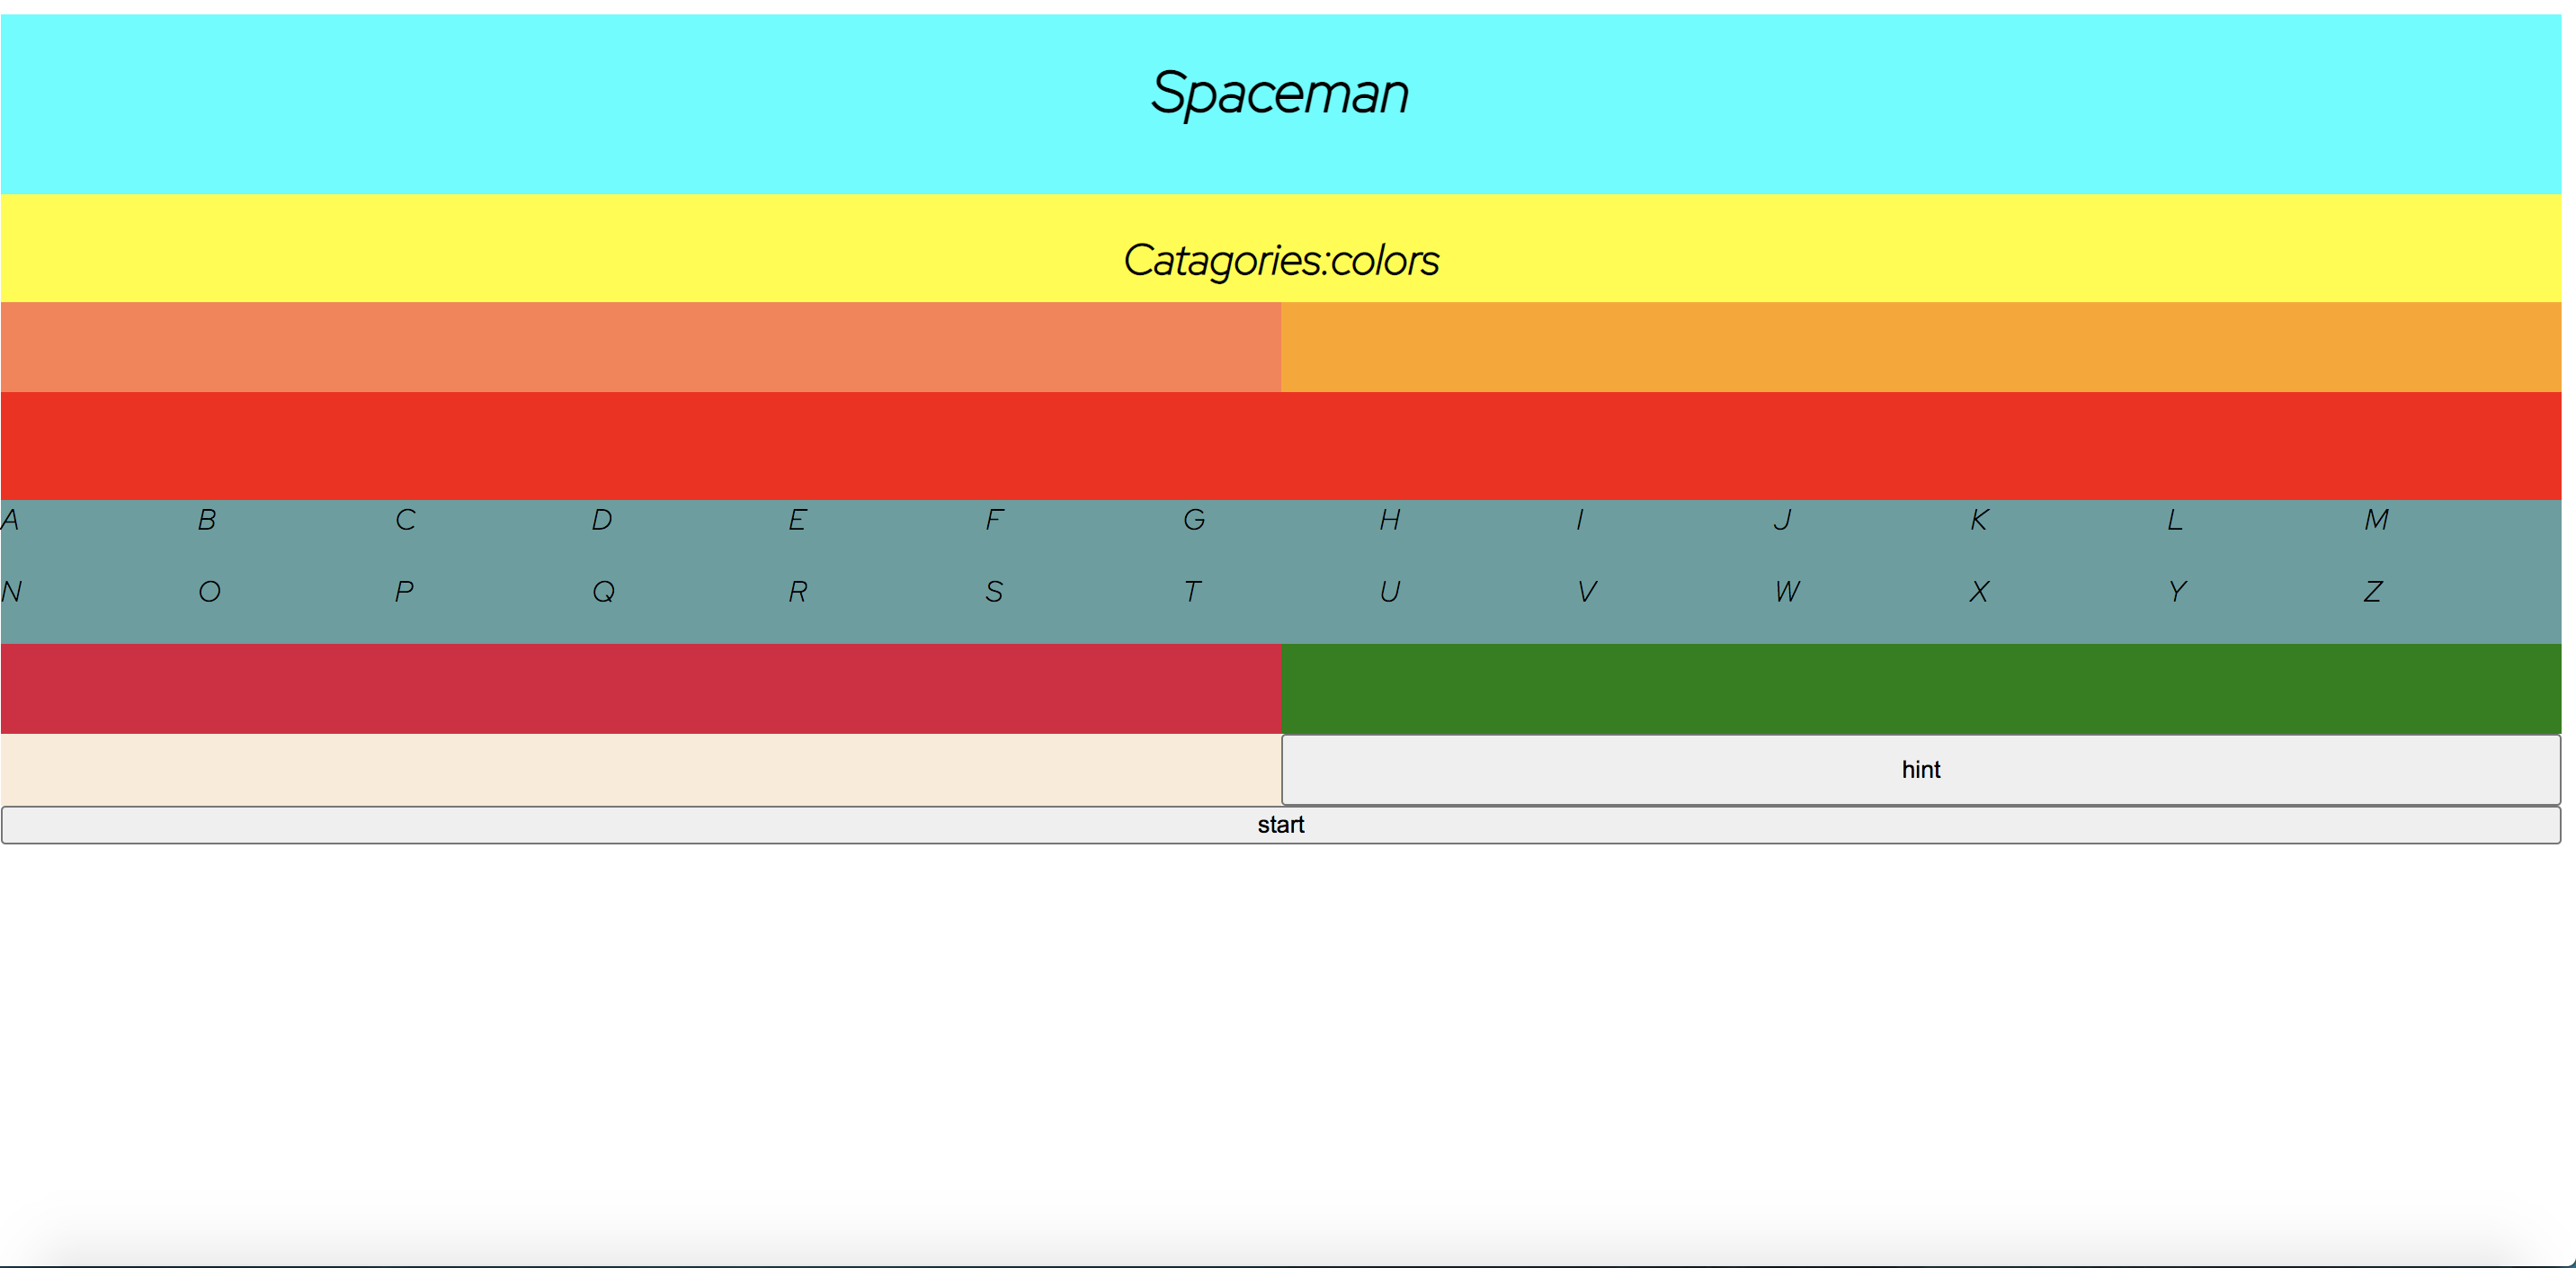 Spaceman
Catagories:colors
A B C D E F G H I J K L M
N O P Q R S T U V W X Y Z
hint
start